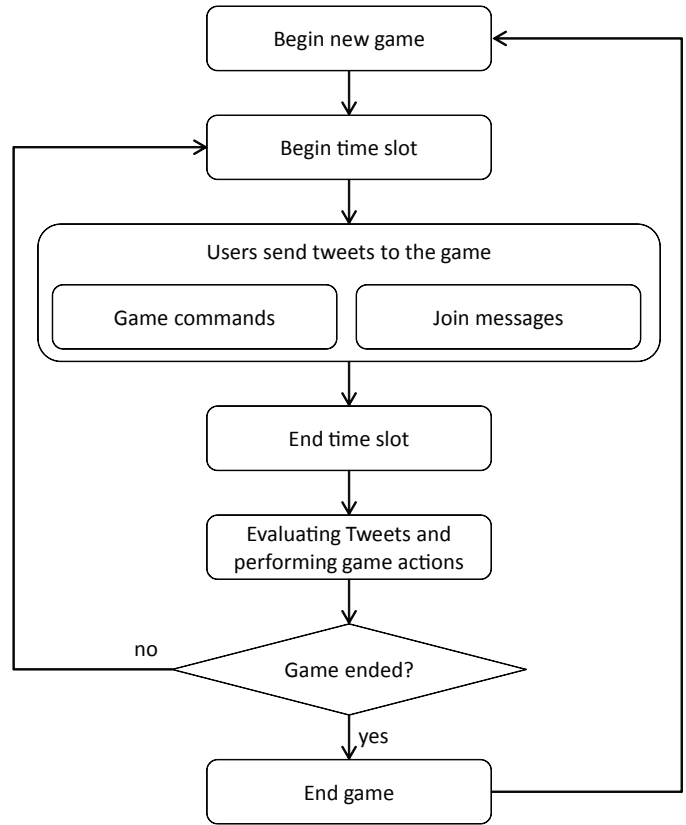 Begin new game
Begin time slot
Users send tweets to the game
Game commands
Join messages
End time slot
Evaluating Tweets and
performing game actions
no
Game ended?
yes
End game